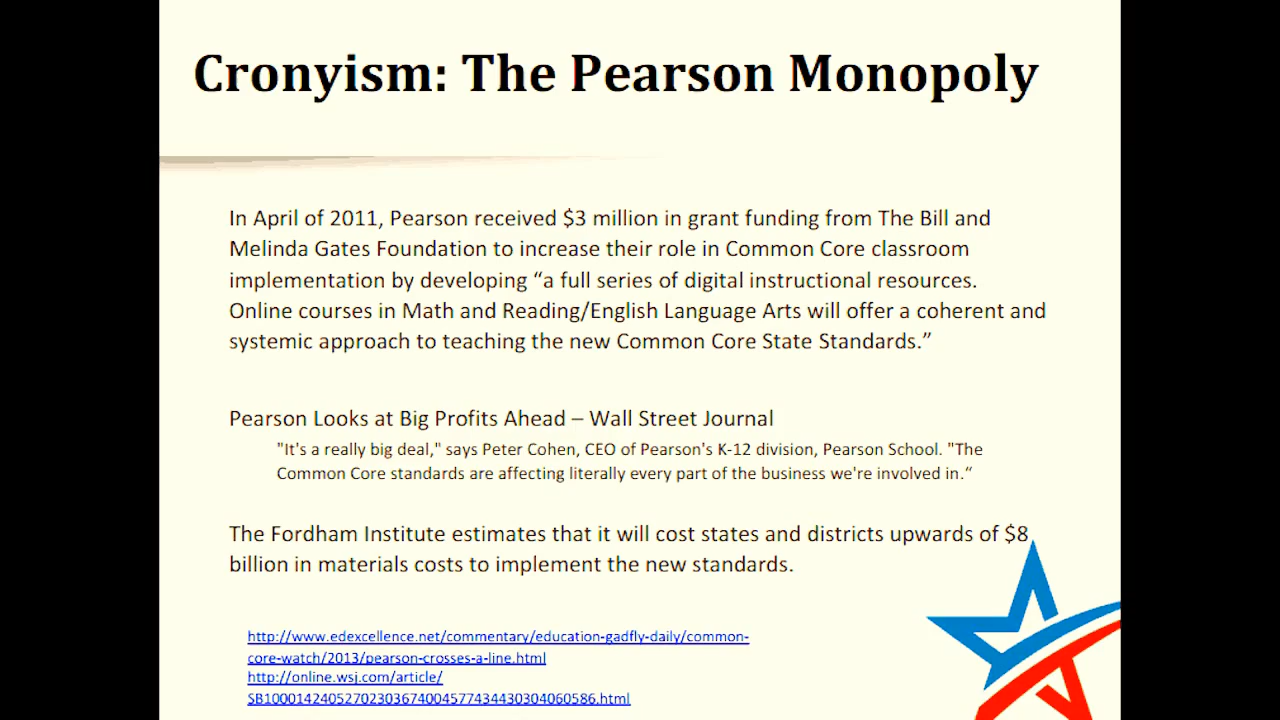 Cronyism: The Pearson Monopoly
In April of 2011, Pearson received $3 million in grant funding from The Bill and
Melinda Gates Foundation to increase their role in Common Core classroom
implementation by developing “a full series of digital instructional resources.
Online courses in Math and Reading/English Language Arts will offer a coherent and
systemic approach to teaching the new Common Core State Standards.”
Pearson Looks at Big Profits Ahead – Wall Street Journal
"It's a really big deal," says Peter Cohen, CEO of Pearson's K-12 division, Pearson School. "The
Common Core standards are affecting literally every part of the business we're involved in.“
The Fordham Institute estimates that it will cost states and districts upwards of $8
billion in materials costs to implement the new standards.
http://www.edexcellence.net/commentary/education-gadfly-daily/common-
core-watch/2013/pearson-crosses-a-line.html
http://online.wsj.com/article/
SB10001424052702303674004577434430304060586.html